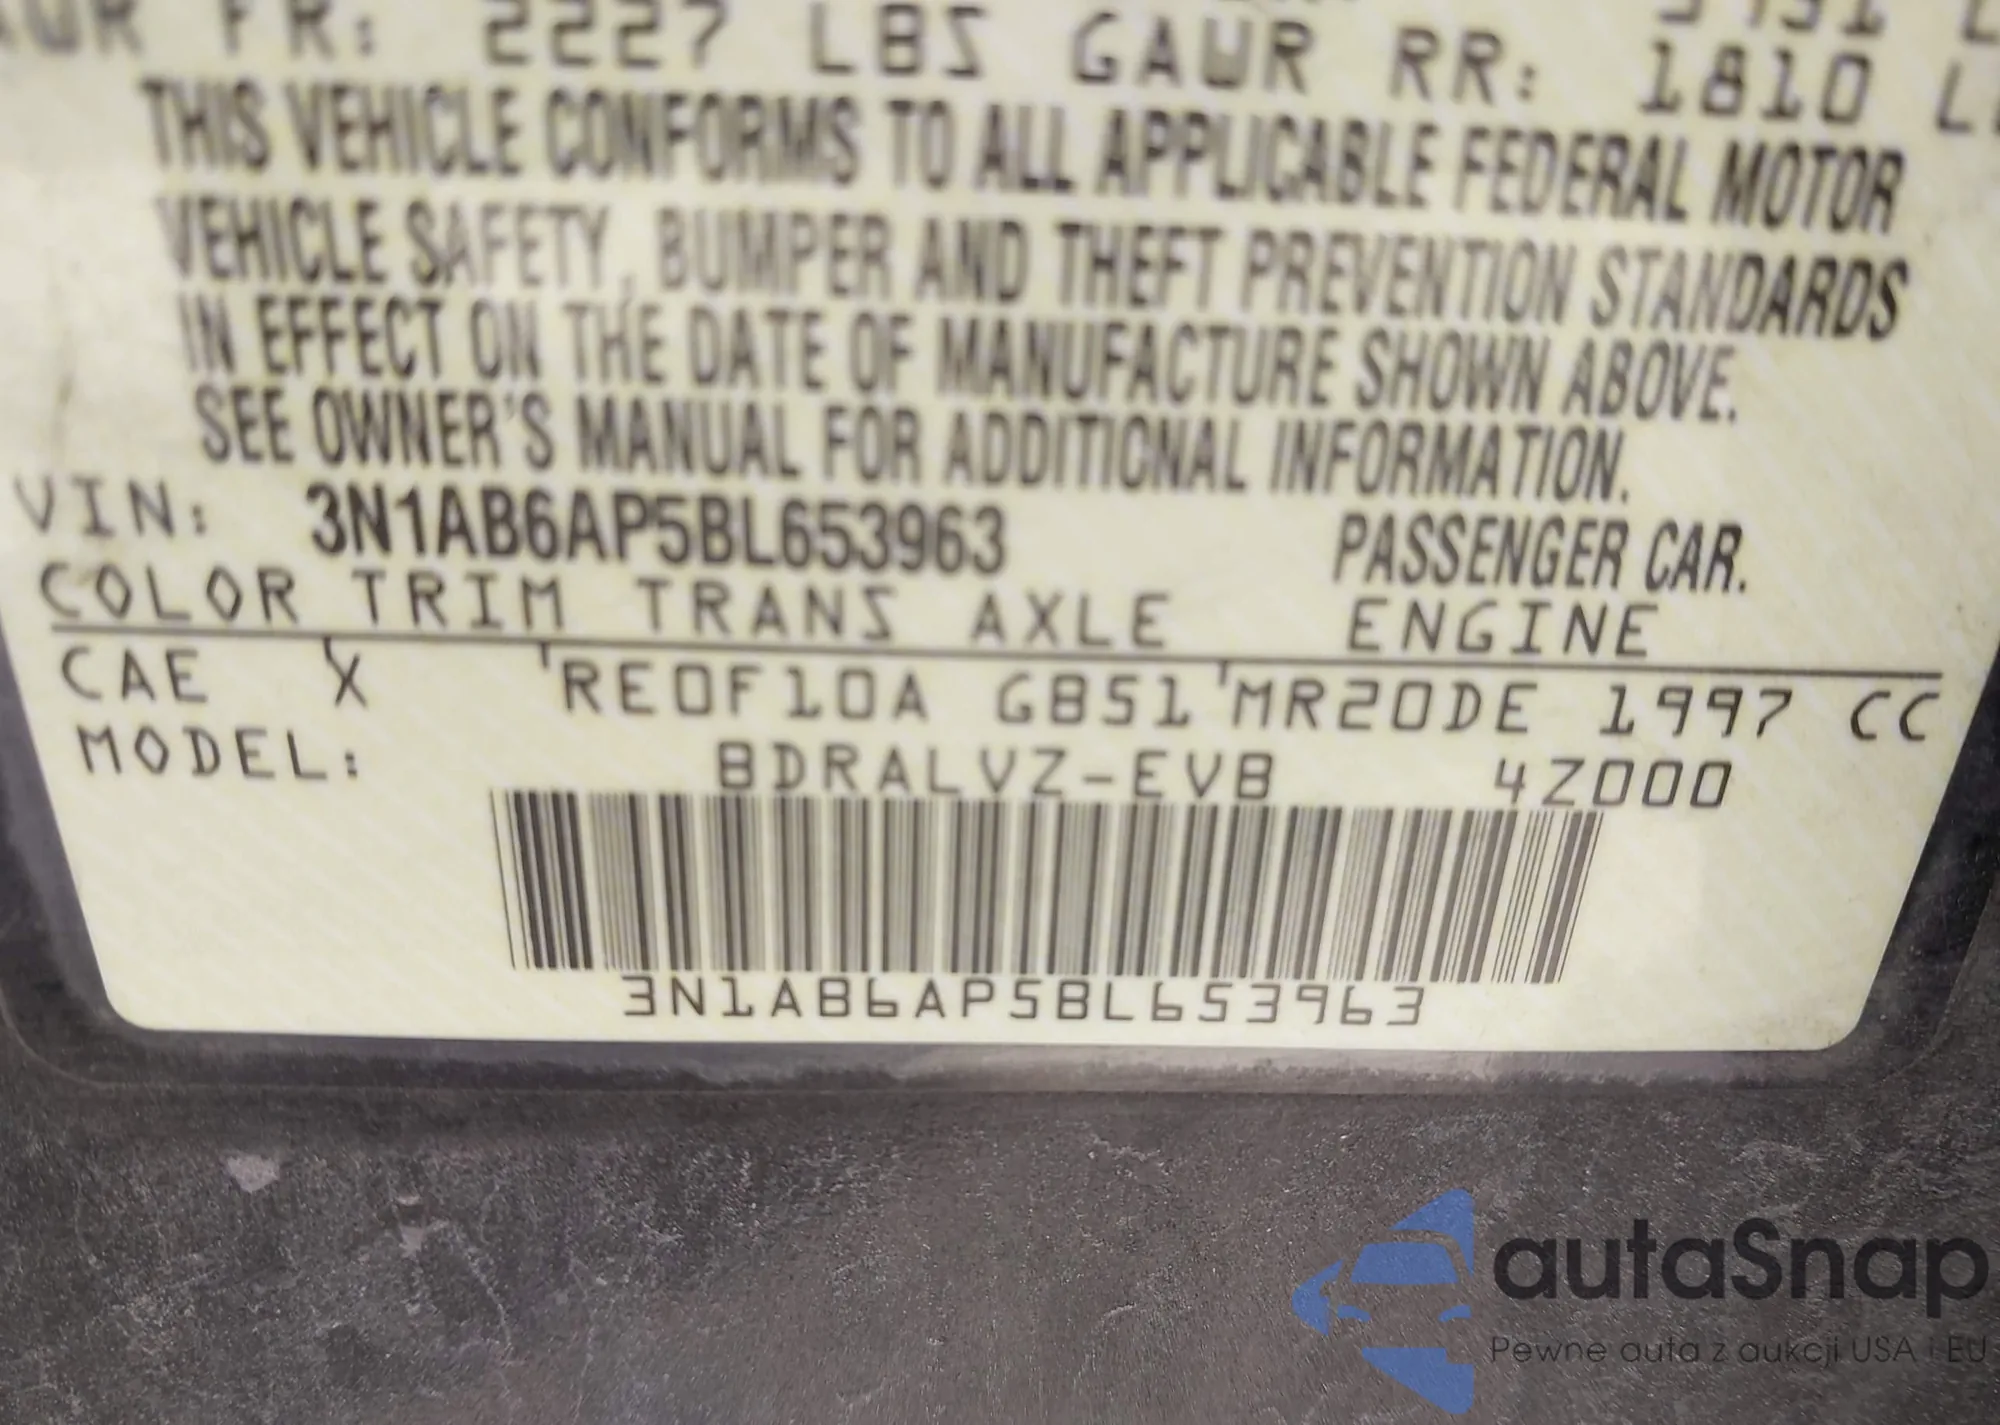 FR: 2227 LBS GAWR RR: 1810
THIS VEHICLE CONFORMS TO ALL APPLICABLE FEDERAL MOTOR
VEHICLE SAFETY, BUMPER AND THEFT PREVENTION STANDARDS
IN EFFECT ON THE DATE OF MANUFACTURE SHOWN ABOVE.
SEE OWNER'S MANUAL FOR ADDITIONAL INFORMATION.
VIN: 3N1AB6AP5BL653963 PASSENGER CAR.
COLOR TRIM TRANS AXLE ENGINE
CAE X RE0F10A GB51 MR20DE 1997 CC
MODEL: BDRALVZ-EVB 4Z000
3N1AB6AP5BL653963
autaSnap
Pewne auta z aukcji USA i EU